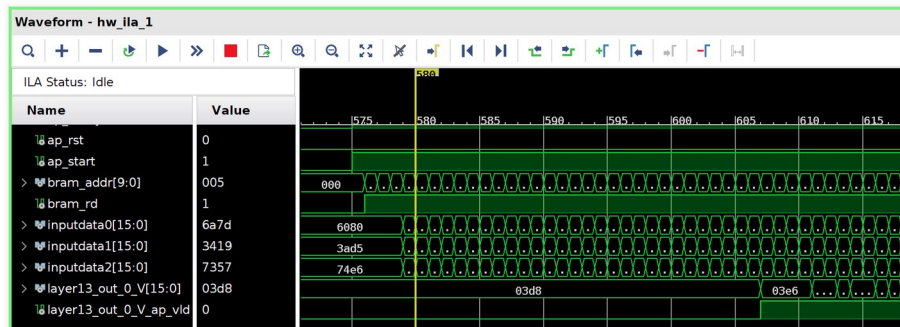 Waveform - hw_ila_1
ILA Status: Idle
580
Name Value
575 580 585 590 595 600 605 610 615
ap_rst 0
ap_start 1
bram_addr[9:0] 005 000
bram_rd 1
inputdata0[15:0] 6a7d 6080
inputdata1[15:0] 3419 3ad5
inputdata2[15:0] 7357 74e6
layer13_out_0_V[15:0] 03d8 03d8 03e6
layer13_out_0_V_ap_vld 0